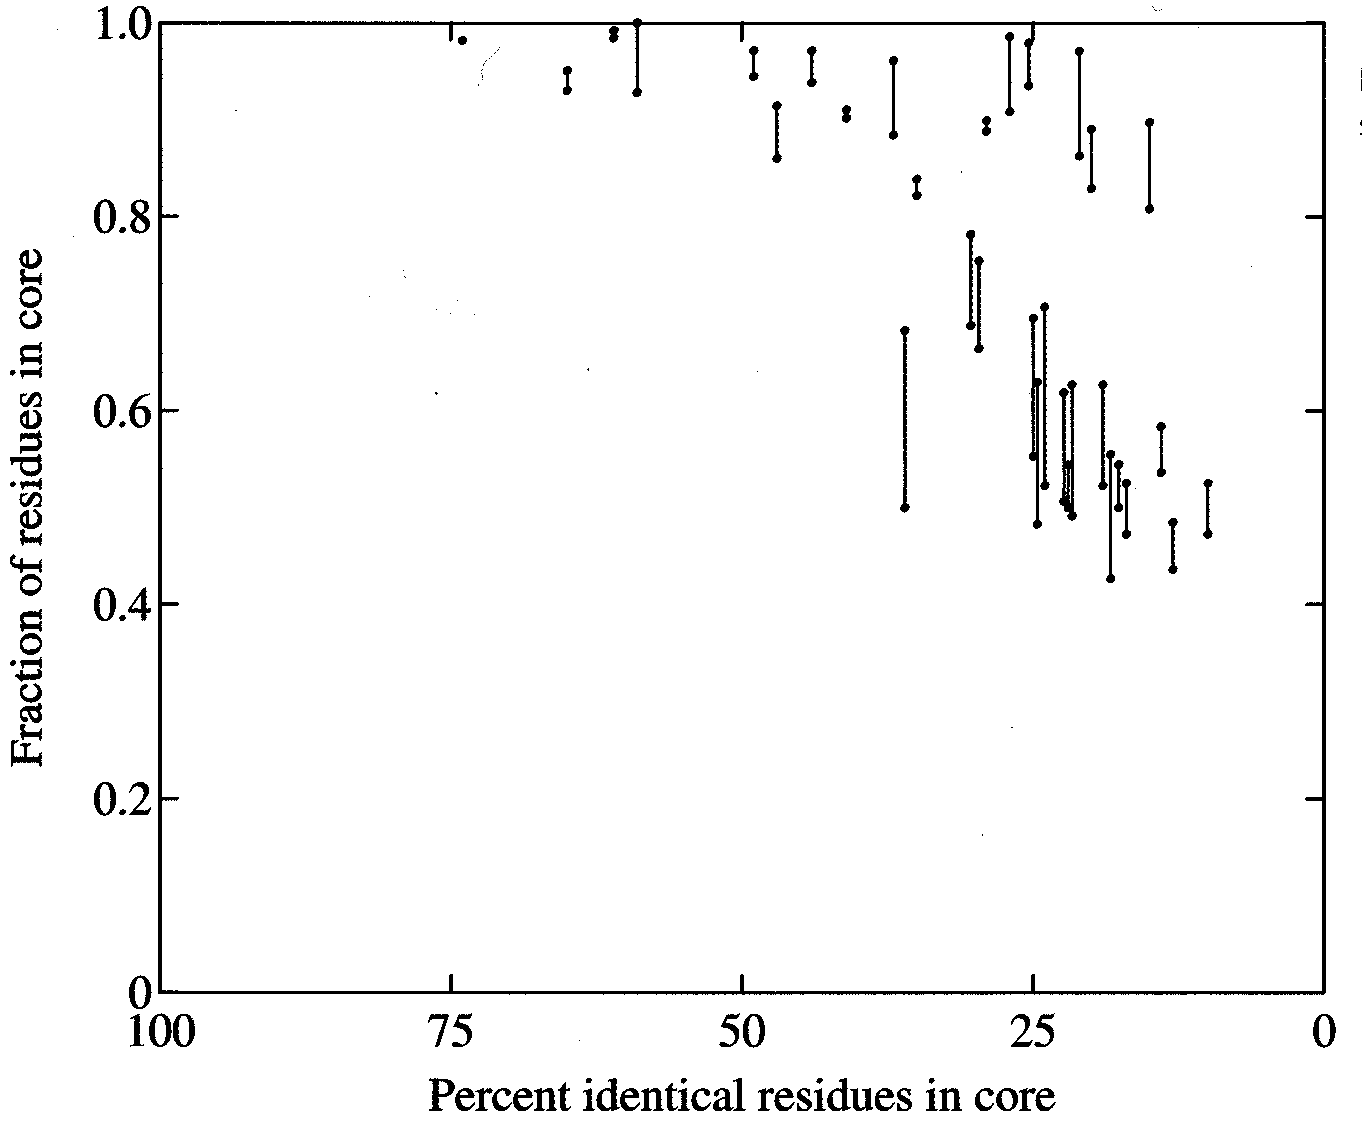 1.0
0.8
0.6
0.4
0.2
0
100 75 50 25 0
Fraction of residues in core
Percent identical residues in core